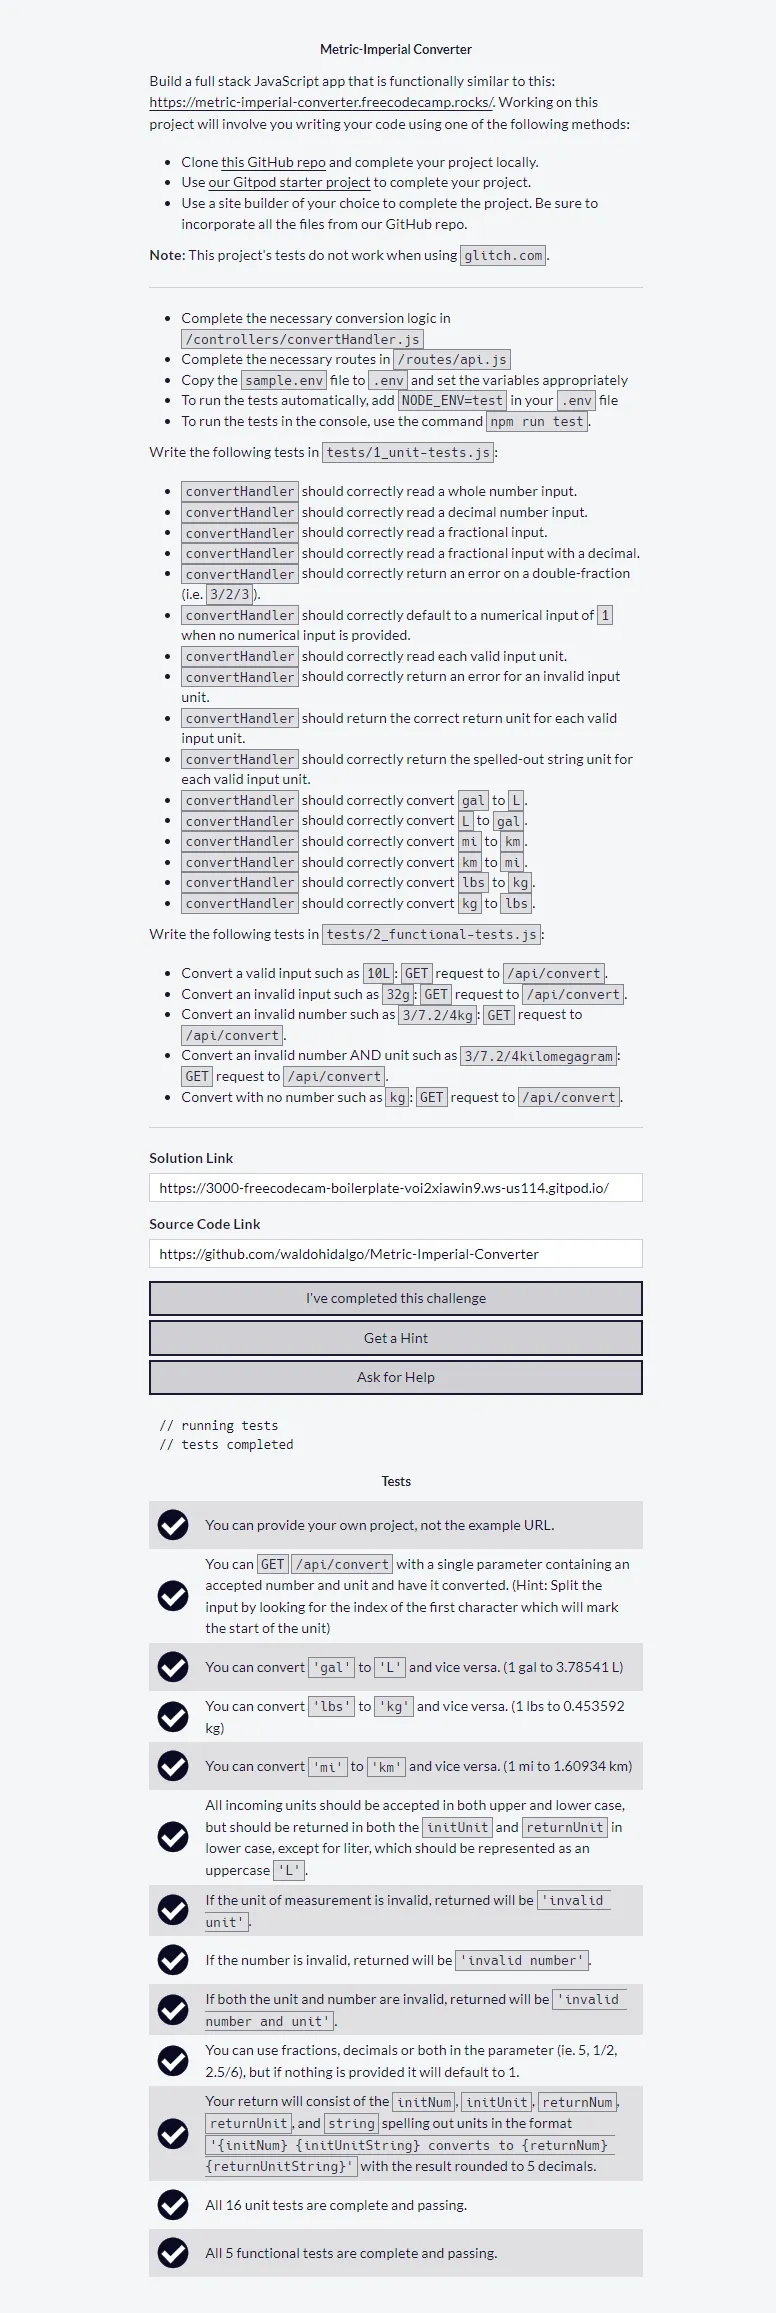 Metric-Imperial Converter
Build a full stack JavaScript app that is functionally similar to this:
https://metric-imperial-converter.freecodecamp.rocks/. Working on this
project will involve you writing your code using one of the following methods:
Clone this GitHub repo and complete your project locally.
Use our Gitpod starter project to complete your project.
Use a site builder of your choice to complete the project. Be sure to
incorporate all the files from our GitHub repo.
Note: This project's tests do not work when using glitch.com.
Complete the necessary conversion logic in
/controllers/convertHandler.js
Complete the necessary routes in /routes/api.js
Copy the sample.env file to .env and set the variables appropriately
To run the tests automatically, add NODE_ENV=test in your .env file
To run the tests in the console, use the command npm run test.
Write the following tests in tests/1_unit-tests.js:
convertHandler should correctly read a whole number input.
convertHandler should correctly read a decimal number input.
convertHandler should correctly read a fractional input.
convertHandler should correctly read a fractional input with a decimal.
convertHandler should correctly return an error on a double-fraction
(i.e. 3/2/3).
convertHandler should correctly default to a numerical input of 1
when no numerical input is provided.
convertHandler should correctly read each valid input unit.
convertHandler should correctly return an error for an invalid input
unit.
convertHandler should return the correct return unit for each valid
input unit.
convertHandler should correctly return the spelled-out string unit for
each valid input unit.
convertHandler should correctly convert gal to L.
convertHandler should correctly convert L to gal.
convertHandler should correctly convert mi to km.
convertHandler should correctly convert km to mi.
convertHandler should correctly convert lbs to kg.
convertHandler should correctly convert kg to lbs.
Write the following tests in tests/2_functional-tests.js:
Convert a valid input such as 10L: GET request to /api/convert.
Convert an invalid input such as 32g: GET request to /api/convert.
Convert an invalid number such as 3/7.2/4kg: GET request to
/api/convert.
Convert an invalid number AND unit such as 3/7.2/4kilomegagram:
GET request to /api/convert.
Convert with no number such as kg: GET request to /api/convert.
Solution Link
https://3000-freecodecam-boilerplate-voi2xiawin9.ws-us114.gitpod.io/
Source Code Link
https://github.com/waldohidalgo/Metric-Imperial-Converter
I've completed this challenge
Get a Hint
Ask for Help
// running tests
// tests completed
Tests
You can provide your own project, not the example URL.
You can GET /api/convert with a single parameter containing an
accepted number and unit and have it converted. (Hint: Split the
input by looking for the index of the first character which will mark
the start of the unit)
You can convert 'gal' to 'L' and vice versa. (1 gal to 3.78541 L)
You can convert 'lbs' to 'kg' and vice versa. (1 lbs to 0.453592
kg)
You can convert 'mi' to 'km' and vice versa. (1 mi to 1.60934 km)
All incoming units should be accepted in both upper and lower case,
but should be returned in both the initUnit and returnUnit in
lower case, except for liter, which should be represented as an
uppercase 'L'.
If the unit of measurement is invalid, returned will be 'invalid
unit'.
If the number is invalid, returned will be 'invalid number'.
If both the unit and number are invalid, returned will be 'invalid
number and unit'.
You can use fractions, decimals or both in the parameter (ie. 5, 1/2,
2.5/6), but if nothing is provided it will default to 1.
Your return will consist of the initNum, initUnit, returnNum,
returnUnit, and string spelling out units in the format
'{initNum} {initUnitString} converts to {returnNum}
{returnUnitString}' with the result rounded to 5 decimals.
All 16 unit tests are complete and passing.
All 5 functional tests are complete and passing.